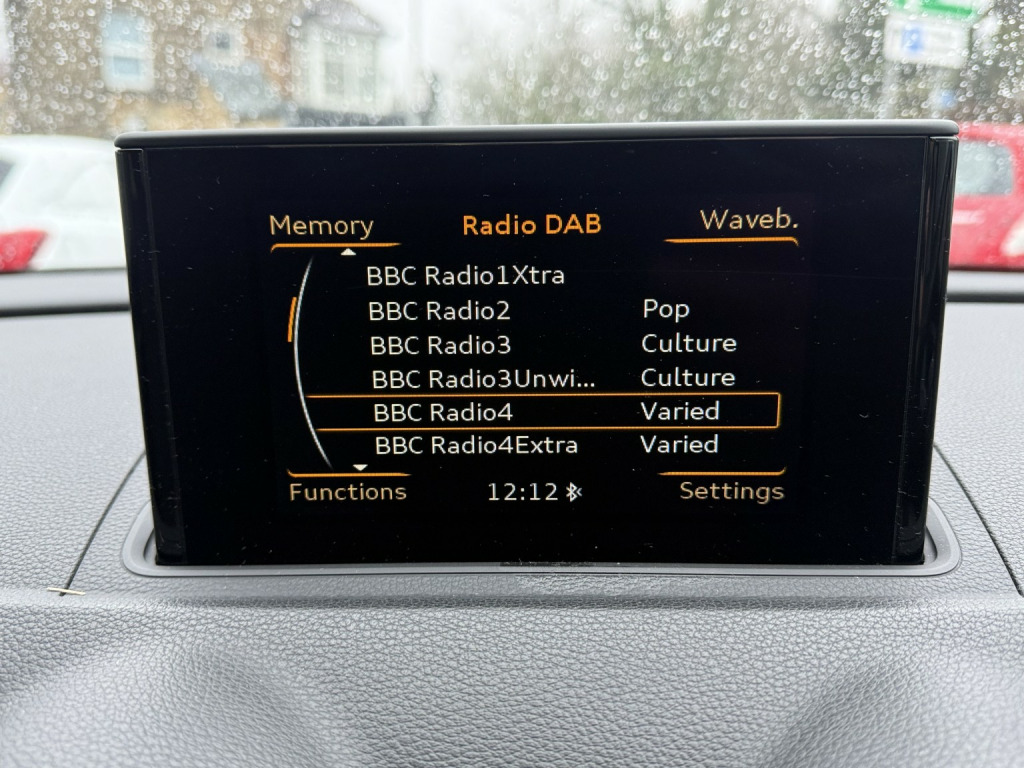 Memory Radio DAB Waveb.
BBC Radio1Xtra
BBC Radio2 Pop
BBC Radio3 Culture
BBC Radio3Unwi... Culture
BBC Radio4 Varied
BBC Radio4Extra Varied
Functions 12:12 Settings